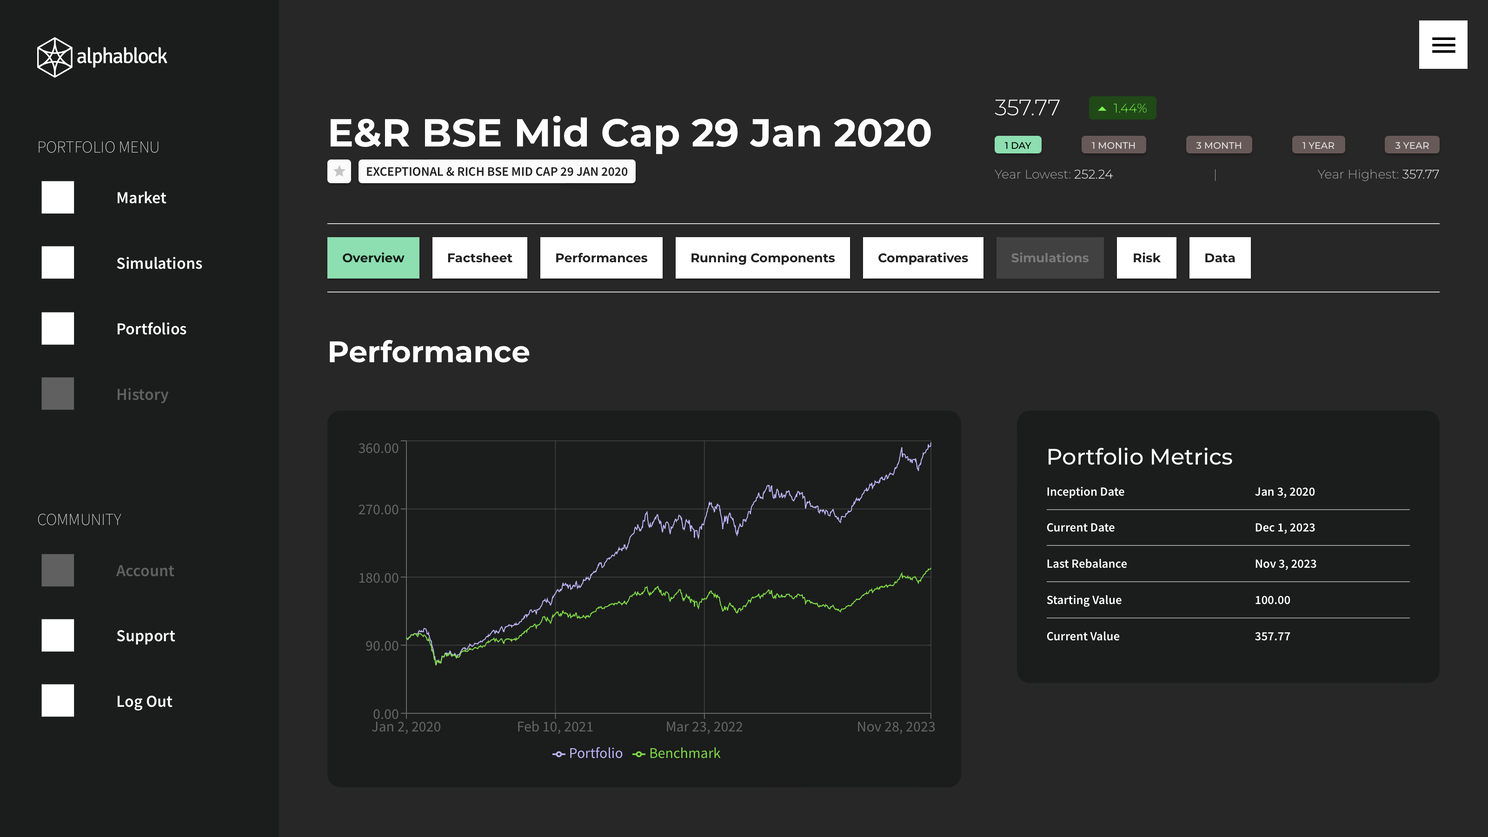 alphablock
PORTFOLIO MENU
Market
Simulations
Portfolios
History
COMMUNITY
Account
Support
Log Out
E&R BSE Mid Cap 29 Jan 2020
EXCEPTIONAL & RICH BSE MID CAP 29 JAN 2020
357.77 1.44%
1 DAY 1 MONTH 3 MONTH 1 YEAR 3 YEAR
Year Lowest: 252.24 | Year Highest: 357.77
Overview Factsheet Performances Running Components Comparatives Simulations Risk Data
Performance
360.00
270.00
180.00
90.00
0.00
Jan 2, 2020 Feb 10, 2021 Mar 23, 2022 Nov 28, 2023
Portfolio Benchmark
Portfolio Metrics
Inception Date Jan 3, 2020
Current Date Dec 1, 2023
Last Rebalance Nov 3, 2023
Starting Value 100.00
Current Value 357.77